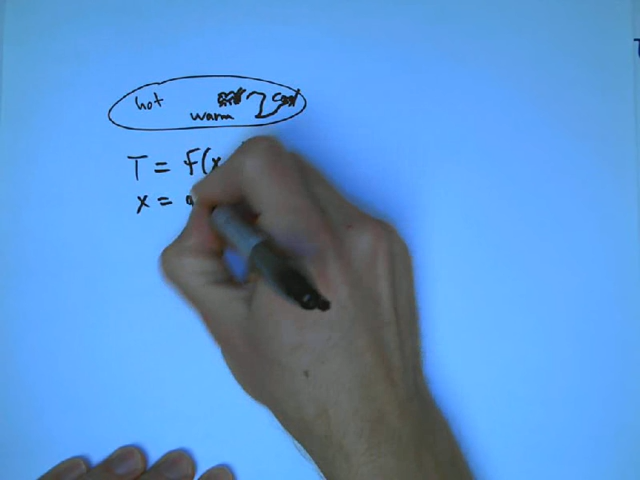 hot cool
warm
T = f(x
x =